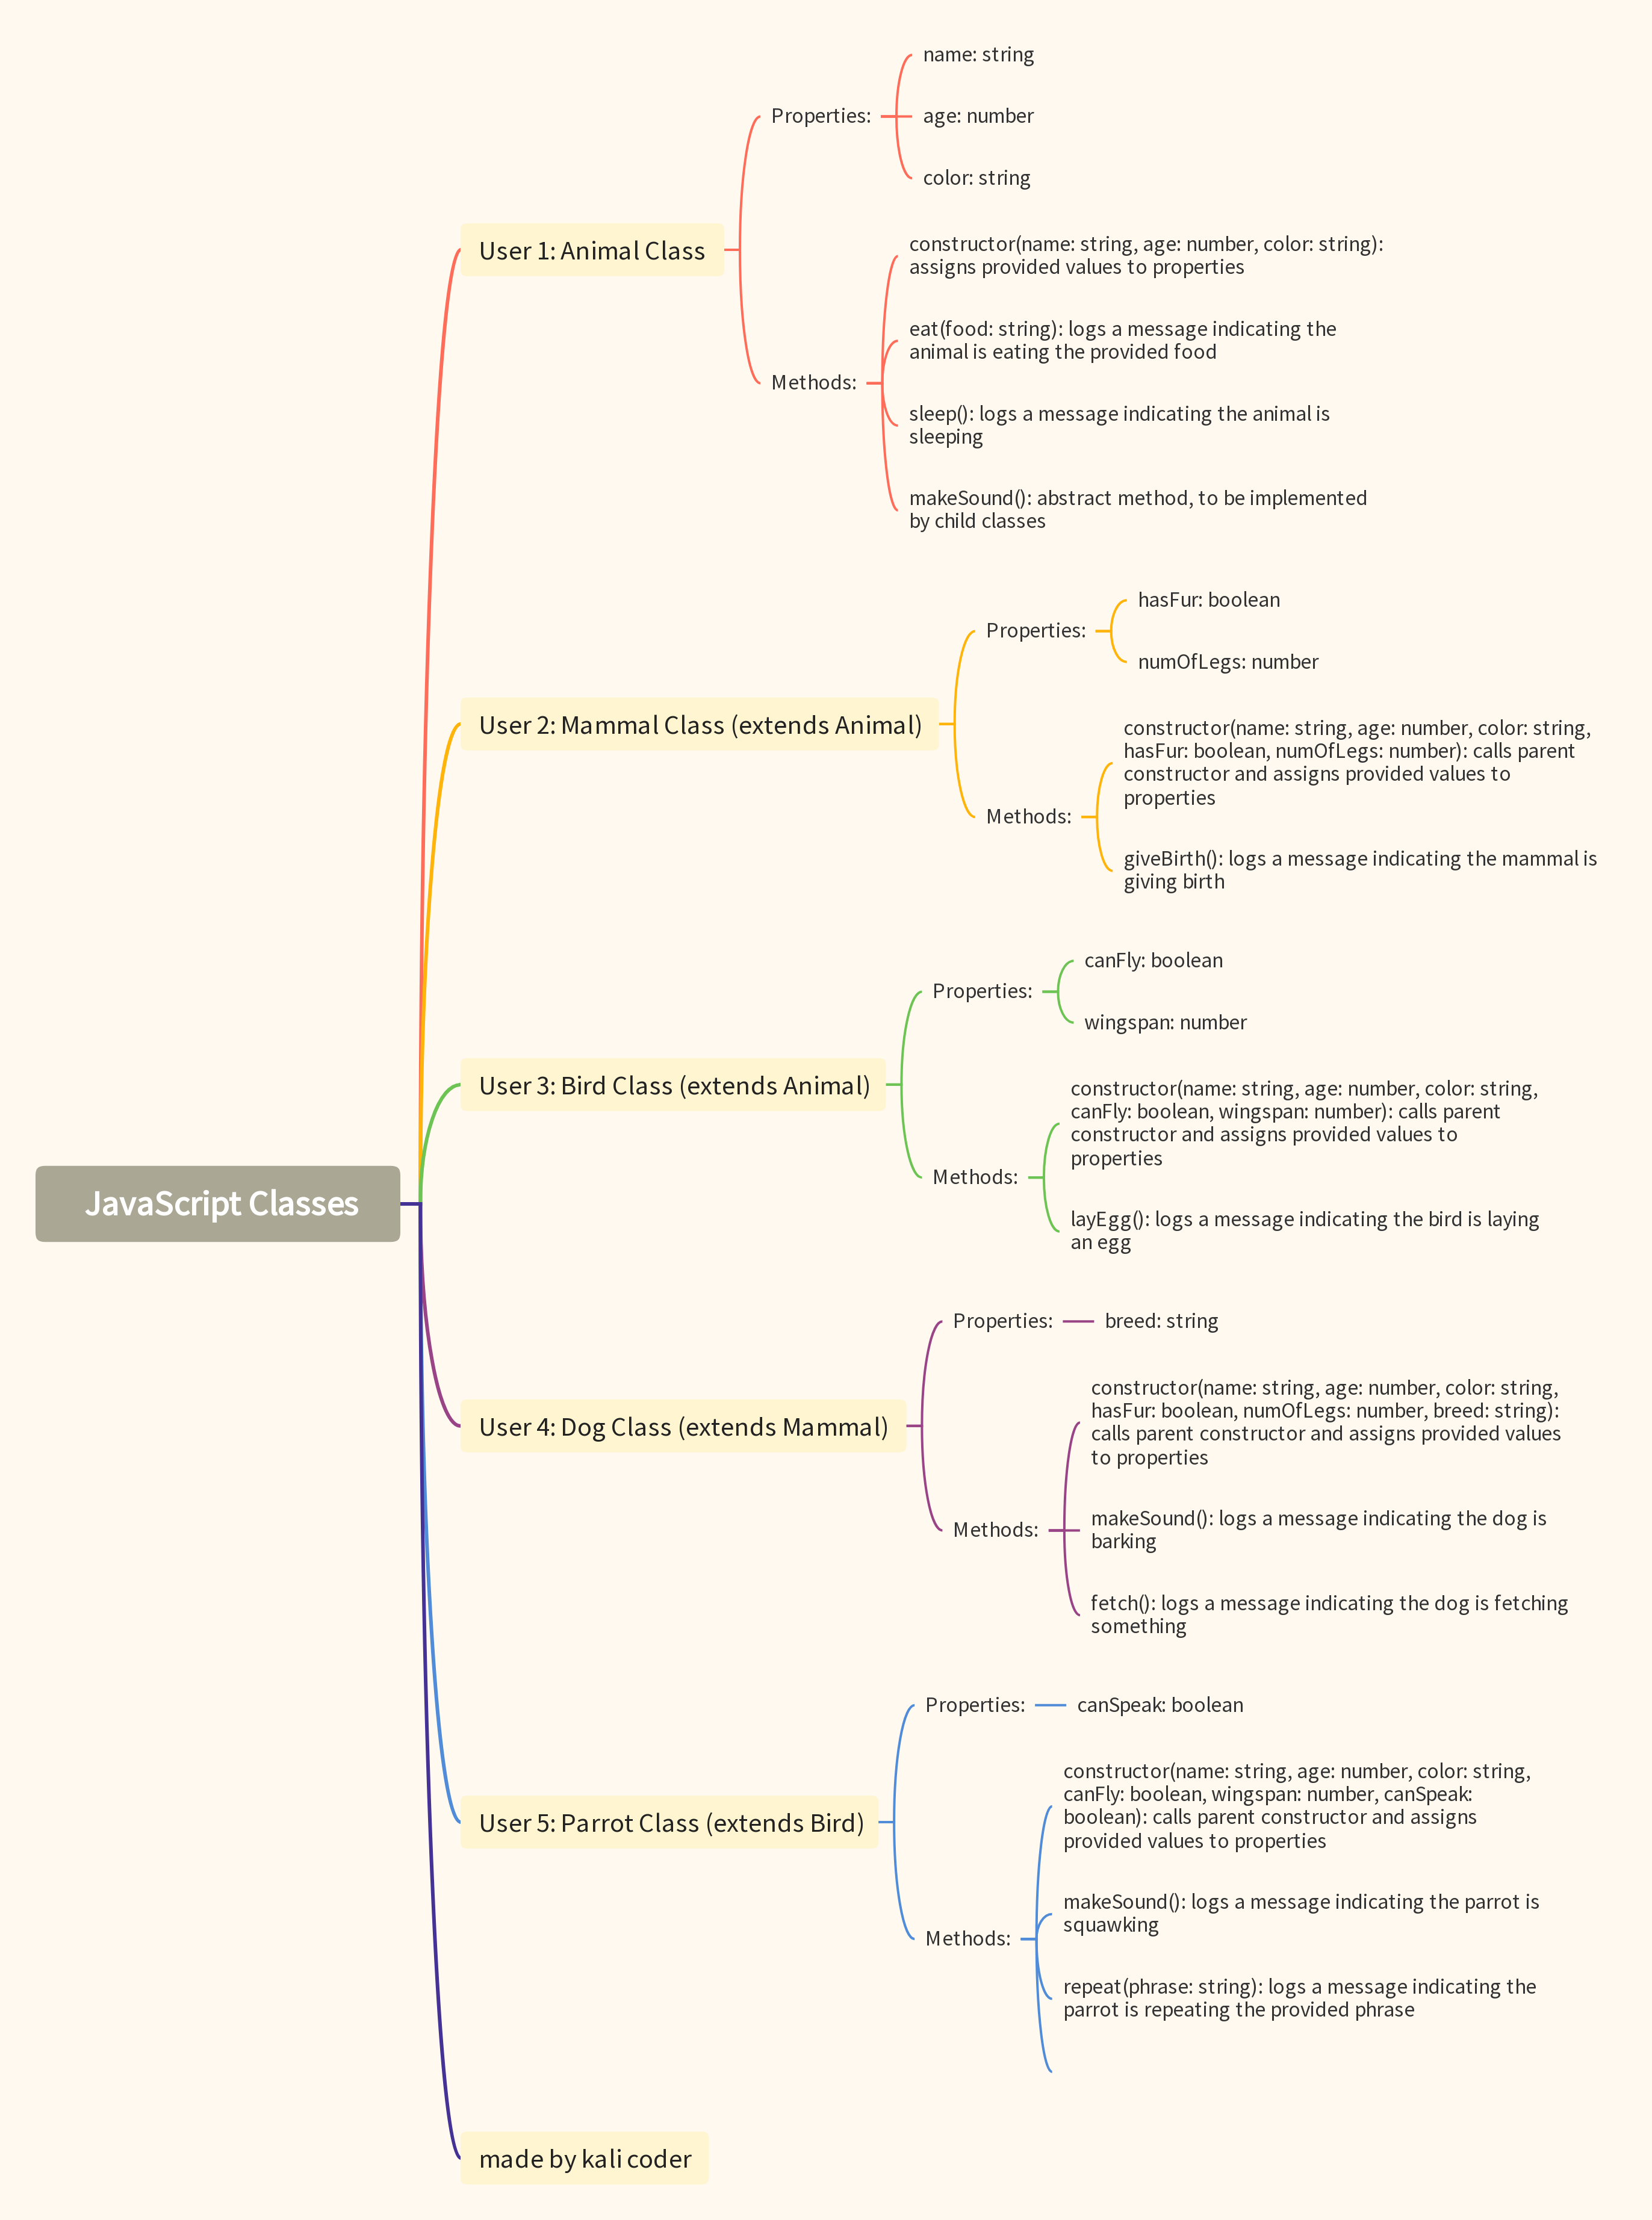 JavaScript Classes
User 1: Animal Class
Properties:
name: string
age: number
color: string
Methods:
constructor(name: string, age: number, color: string):
assigns provided values to properties
eat(food: string): logs a message indicating the
animal is eating the provided food
sleep(): logs a message indicating the animal is
sleeping
makeSound(): abstract method, to be implemented
by child classes
User 2: Mammal Class (extends Animal)
Properties:
hasFur: boolean
numOfLegs: number
Methods:
constructor(name: string, age: number, color: string,
hasFur: boolean, numOfLegs: number): calls parent
constructor and assigns provided values to
properties
giveBirth(): logs a message indicating the mammal is
giving birth
User 3: Bird Class (extends Animal)
Properties:
canFly: boolean
wingspan: number
Methods:
constructor(name: string, age: number, color: string,
canFly: boolean, wingspan: number): calls parent
constructor and assigns provided values to
properties
layEgg(): logs a message indicating the bird is laying
an egg
User 4: Dog Class (extends Mammal)
Properties:
breed: string
Methods:
constructor(name: string, age: number, color: string,
hasFur: boolean, numOfLegs: number, breed: string):
calls parent constructor and assigns provided values
to properties
makeSound(): logs a message indicating the dog is
barking
fetch(): logs a message indicating the dog is fetching
something
User 5: Parrot Class (extends Bird)
Properties:
canSpeak: boolean
Methods:
constructor(name: string, age: number, color: string,
canFly: boolean, wingspan: number, canSpeak:
boolean): calls parent constructor and assigns
provided values to properties
makeSound(): logs a message indicating the parrot is
squawking
repeat(phrase: string): logs a message indicating the
parrot is repeating the provided phrase
made by kali coder